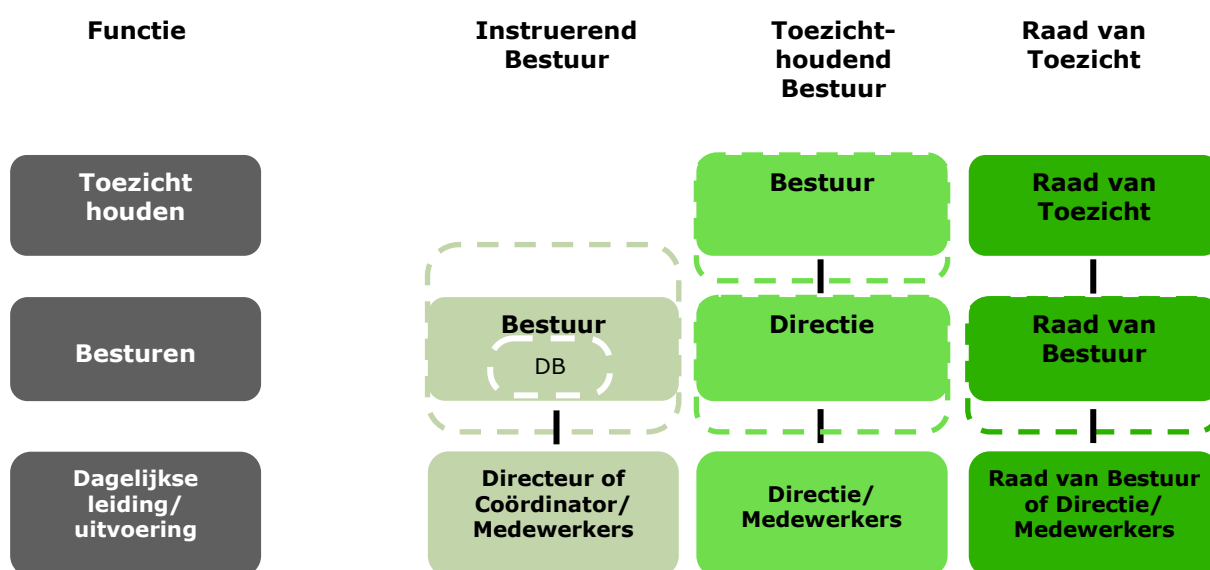 Functie
Instruerend
Bestuur
Toezicht-
houdend
Bestuur
Raad van
Toezicht
Toezicht
houden
Bestuur
Raad van
Toezicht
Besturen
Bestuur
DB
Directie
Raad van
Bestuur
Dagelijkse
leiding/
uitvoering
Directeur of
Coördinator/
Medewerkers
Directie/
Medewerkers
Raad van Bestuur
of Directie/
Medewerkers